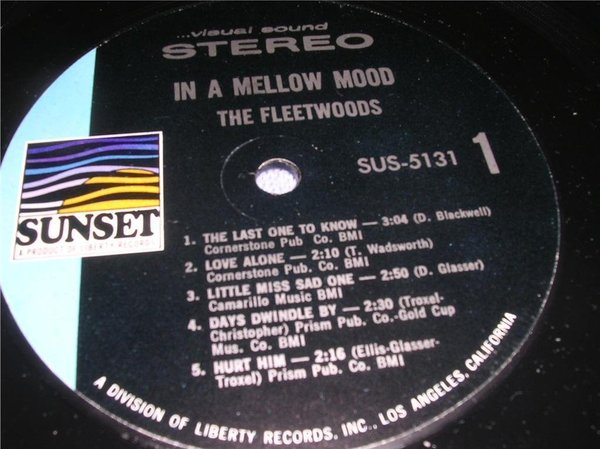 ...visual sound
STEREO
IN A MELLOW MOOD
THE FLEETWOODS
SUS-5131 1
SUNSET
A PRODUCT OF LIBERTY RECORDS
1. THE LAST ONE TO KNOW — 3:04 (D. Blackwell)
Cornerstone Pub Co. BMI
2. LOVE ALONE — 2:10 (T. Wadsworth)
Cornerstone Pub. Co. BMI
3. LITTLE MISS SAD ONE — 2:50 (D. Glasser)
Camarillo Music BMI
4. DAYS DWINDLE BY — 2:30 (Troxel-
Christopher) Prism Pub. Co.-Gold Cup
Mus. Co. BMI
5. HURT HIM — 2:16 (Ellis-Glasser-
Troxel) Prism Pub. Co. BMI
A DIVISION OF LIBERTY RECORDS, INC., LOS ANGELES, CALIFORNIA